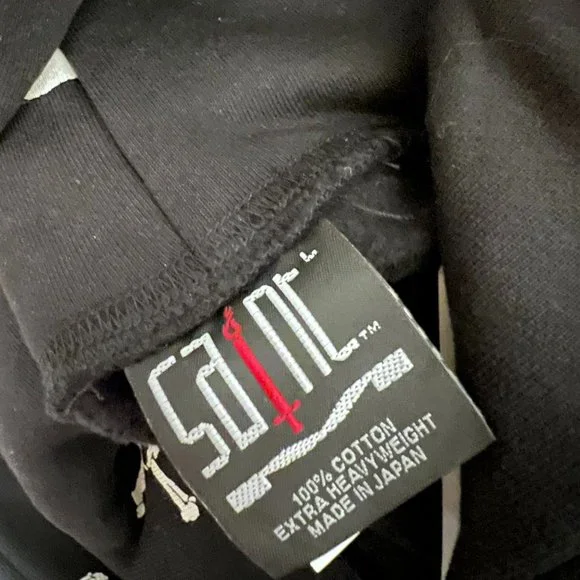 SAINT™
100% COTTON
EXTRA HEAVYWEIGHT
MADE IN JAPAN